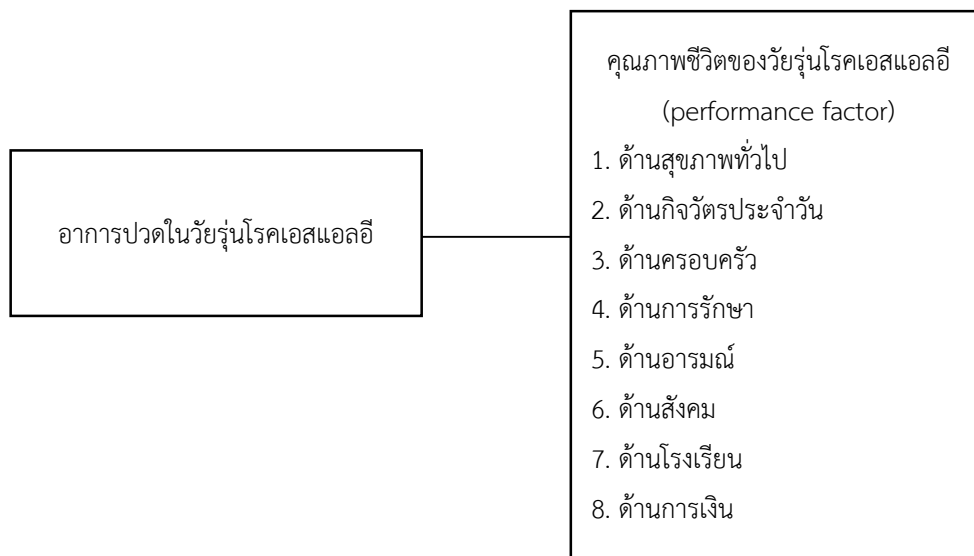 อาการปวดในวัยรุ่นโรคเอสแอลอี
คุณภาพชีวิตของวัยรุ่นโรคเอสแอลอี
(performance factor)
1. ด้านสุขภาพทั่วไป
2. ด้านกิจวัตรประจำวัน
3. ด้านครอบครัว
4. ด้านการรักษา
5. ด้านอารมณ์
6. ด้านสังคม
7. ด้านโรงเรียน
8. ด้านการเงิน